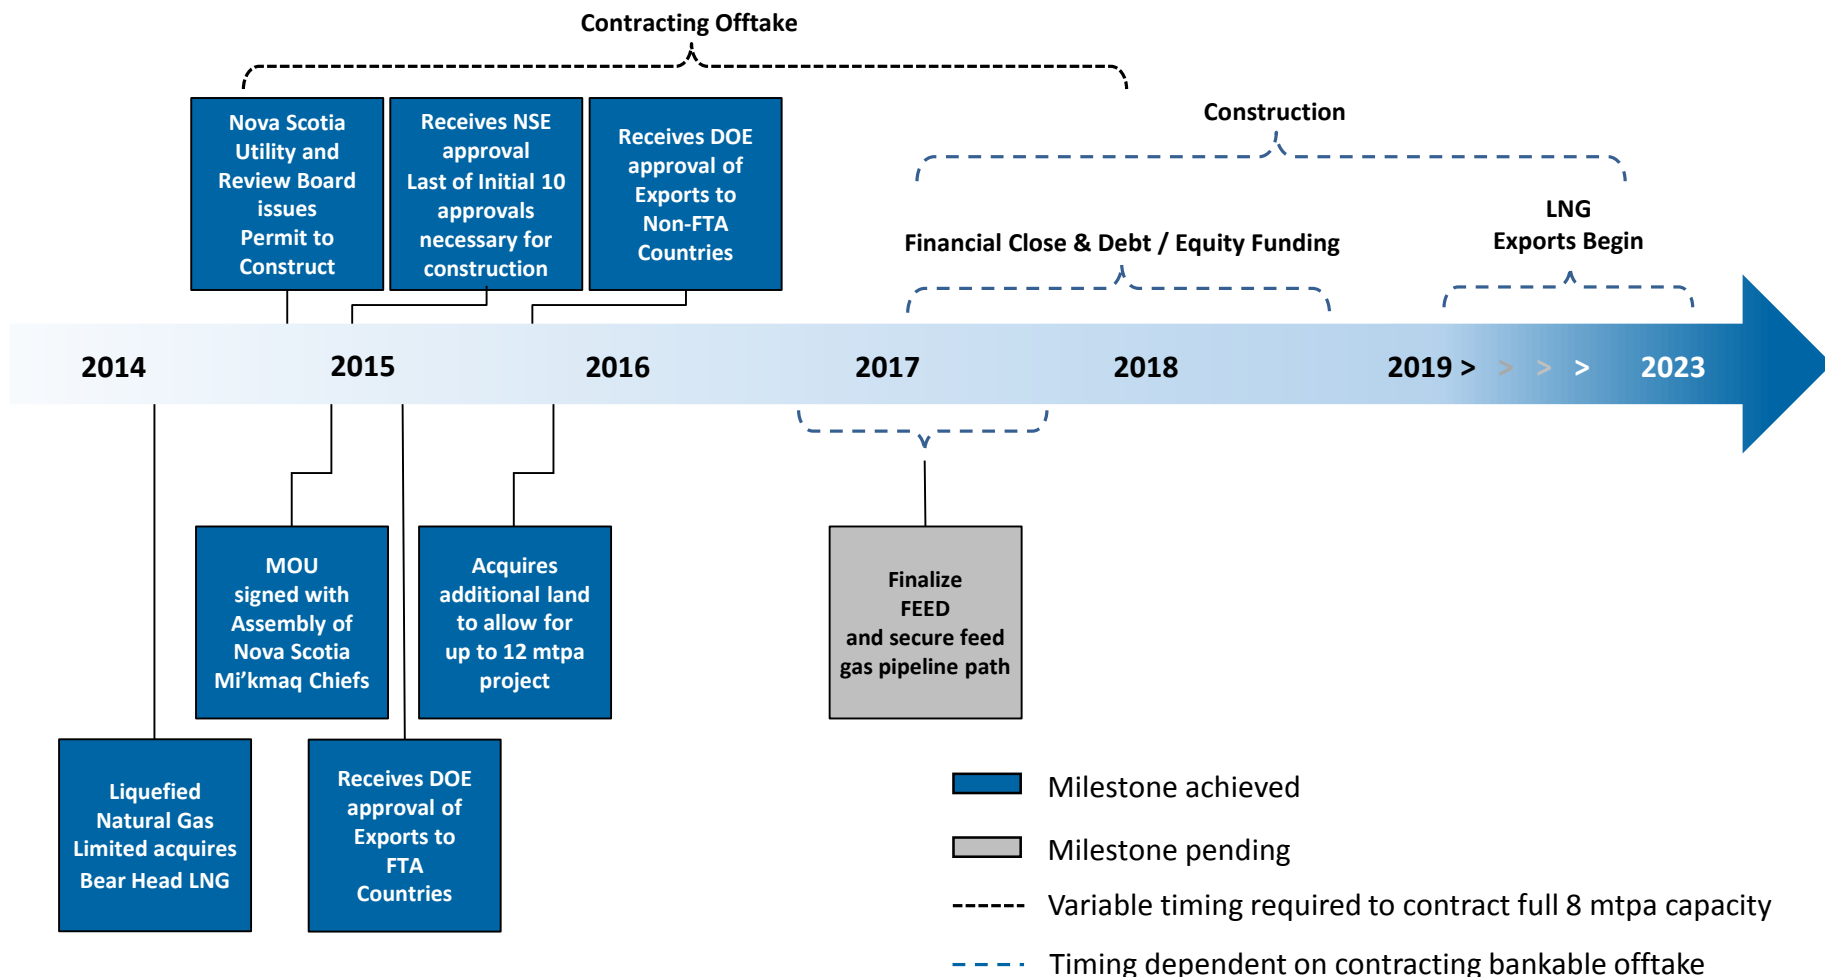 Contracting Offtake
Nova Scotia
Utility and
Review Board
issues
Permit to
Construct
Receives NSE
approval
Last of Initial 10
approvals
necessary for
construction
Receives DOE
approval of
Exports to
Non-FTA
Countries
Construction
Financial Close & Debt / Equity Funding
LNG
Exports Begin
2014
2015
2016
2017
2018
2019 > > > >
2023
MOU
signed with
Assembly of
Nova Scotia
Mi’kmaq Chiefs
Acquires
additional land
to allow for
up to 12 mtpa
project
Finalize
FEED
and secure feed
gas pipeline path
Liquefied
Natural Gas
Limited acquires
Bear Head LNG
Receives DOE
approval of
Exports to
FTA
Countries
Milestone achieved
Milestone pending
Variable timing required to contract full 8 mtpa capacity
Timing dependent on contracting bankable offtake